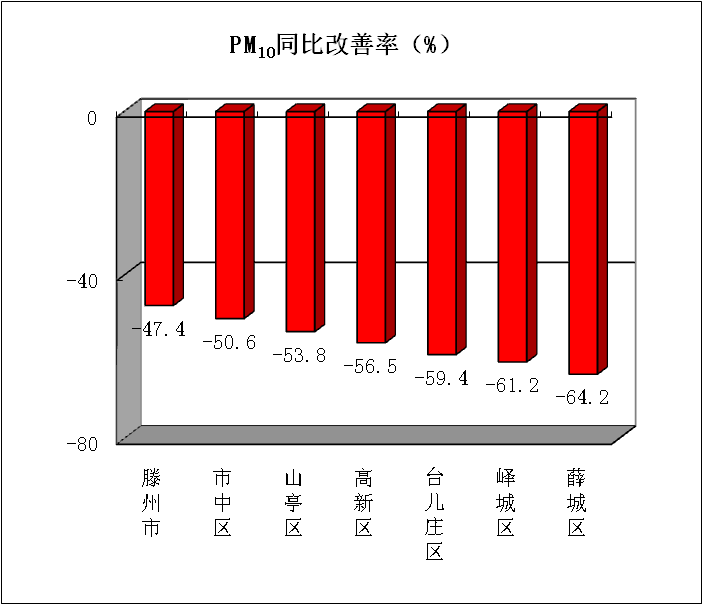 PM10同比改善率（%）
0
-40
-80
-47.4
-50.6
-53.8
-56.5
-59.4
-61.2
-64.2
滕州市
市中区
山亭区
高新区
台儿庄区
峄城区
薛城区